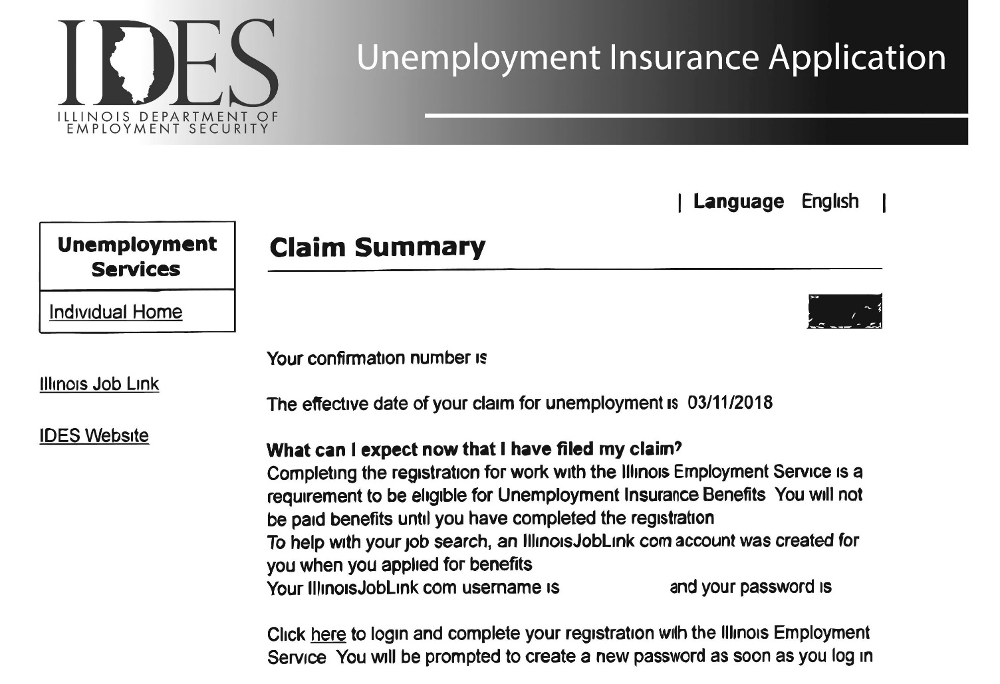 IDES
ILLINOIS DEPARTMENT OF
EMPLOYMENT SECURITY
Unemployment Insurance Application
| Language English |
Unemployment
Services
Individual Home
Illinois Job Link
IDES Website
Claim Summary
Your confirmation number is
The effective date of your claim for unemployment is 03/11/2018
What can I expect now that I have filed my claim?
Completing the registration for work with the Illinois Employment Service is a
requirement to be eligible for Unemployment Insurance Benefits You will not
be paid benefits until you have completed the registration
To help with your job search, an IllinoisJobLink com account was created for
you when you applied for benefits
Your IllinoisJobLink com username is and your password is
Click here to login and complete your registration with the Illinois Employment
Service You will be prompted to create a new password as soon as you log in